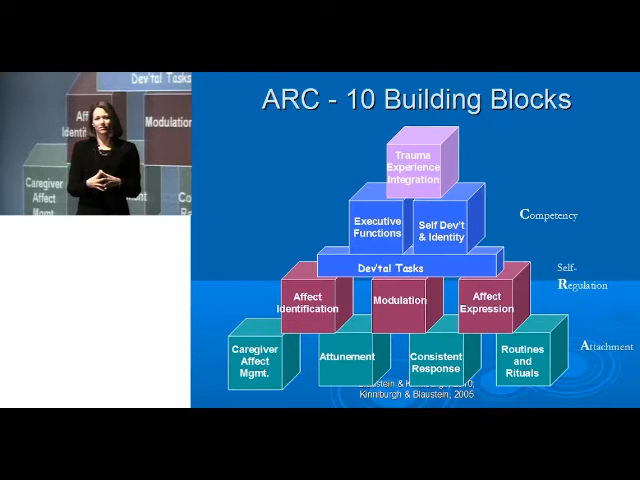 ARC - 10 Building Blocks
Trauma
Experience
Integration
Executive
Functions
Self Dev't
& Identity
Competency
Dev'tal Tasks
Affect
Identification
Modulation
Affect
Expression
Self-
Regulation
Caregiver
Affect
Mgmt.
Attunement
Consistent
Response
Routines
and
Rituals
Attachment
Kinniburgh & Blaustein, 2005
Dev'tal Tasks
Modulation
Caregiver
Affect
Mgmt.